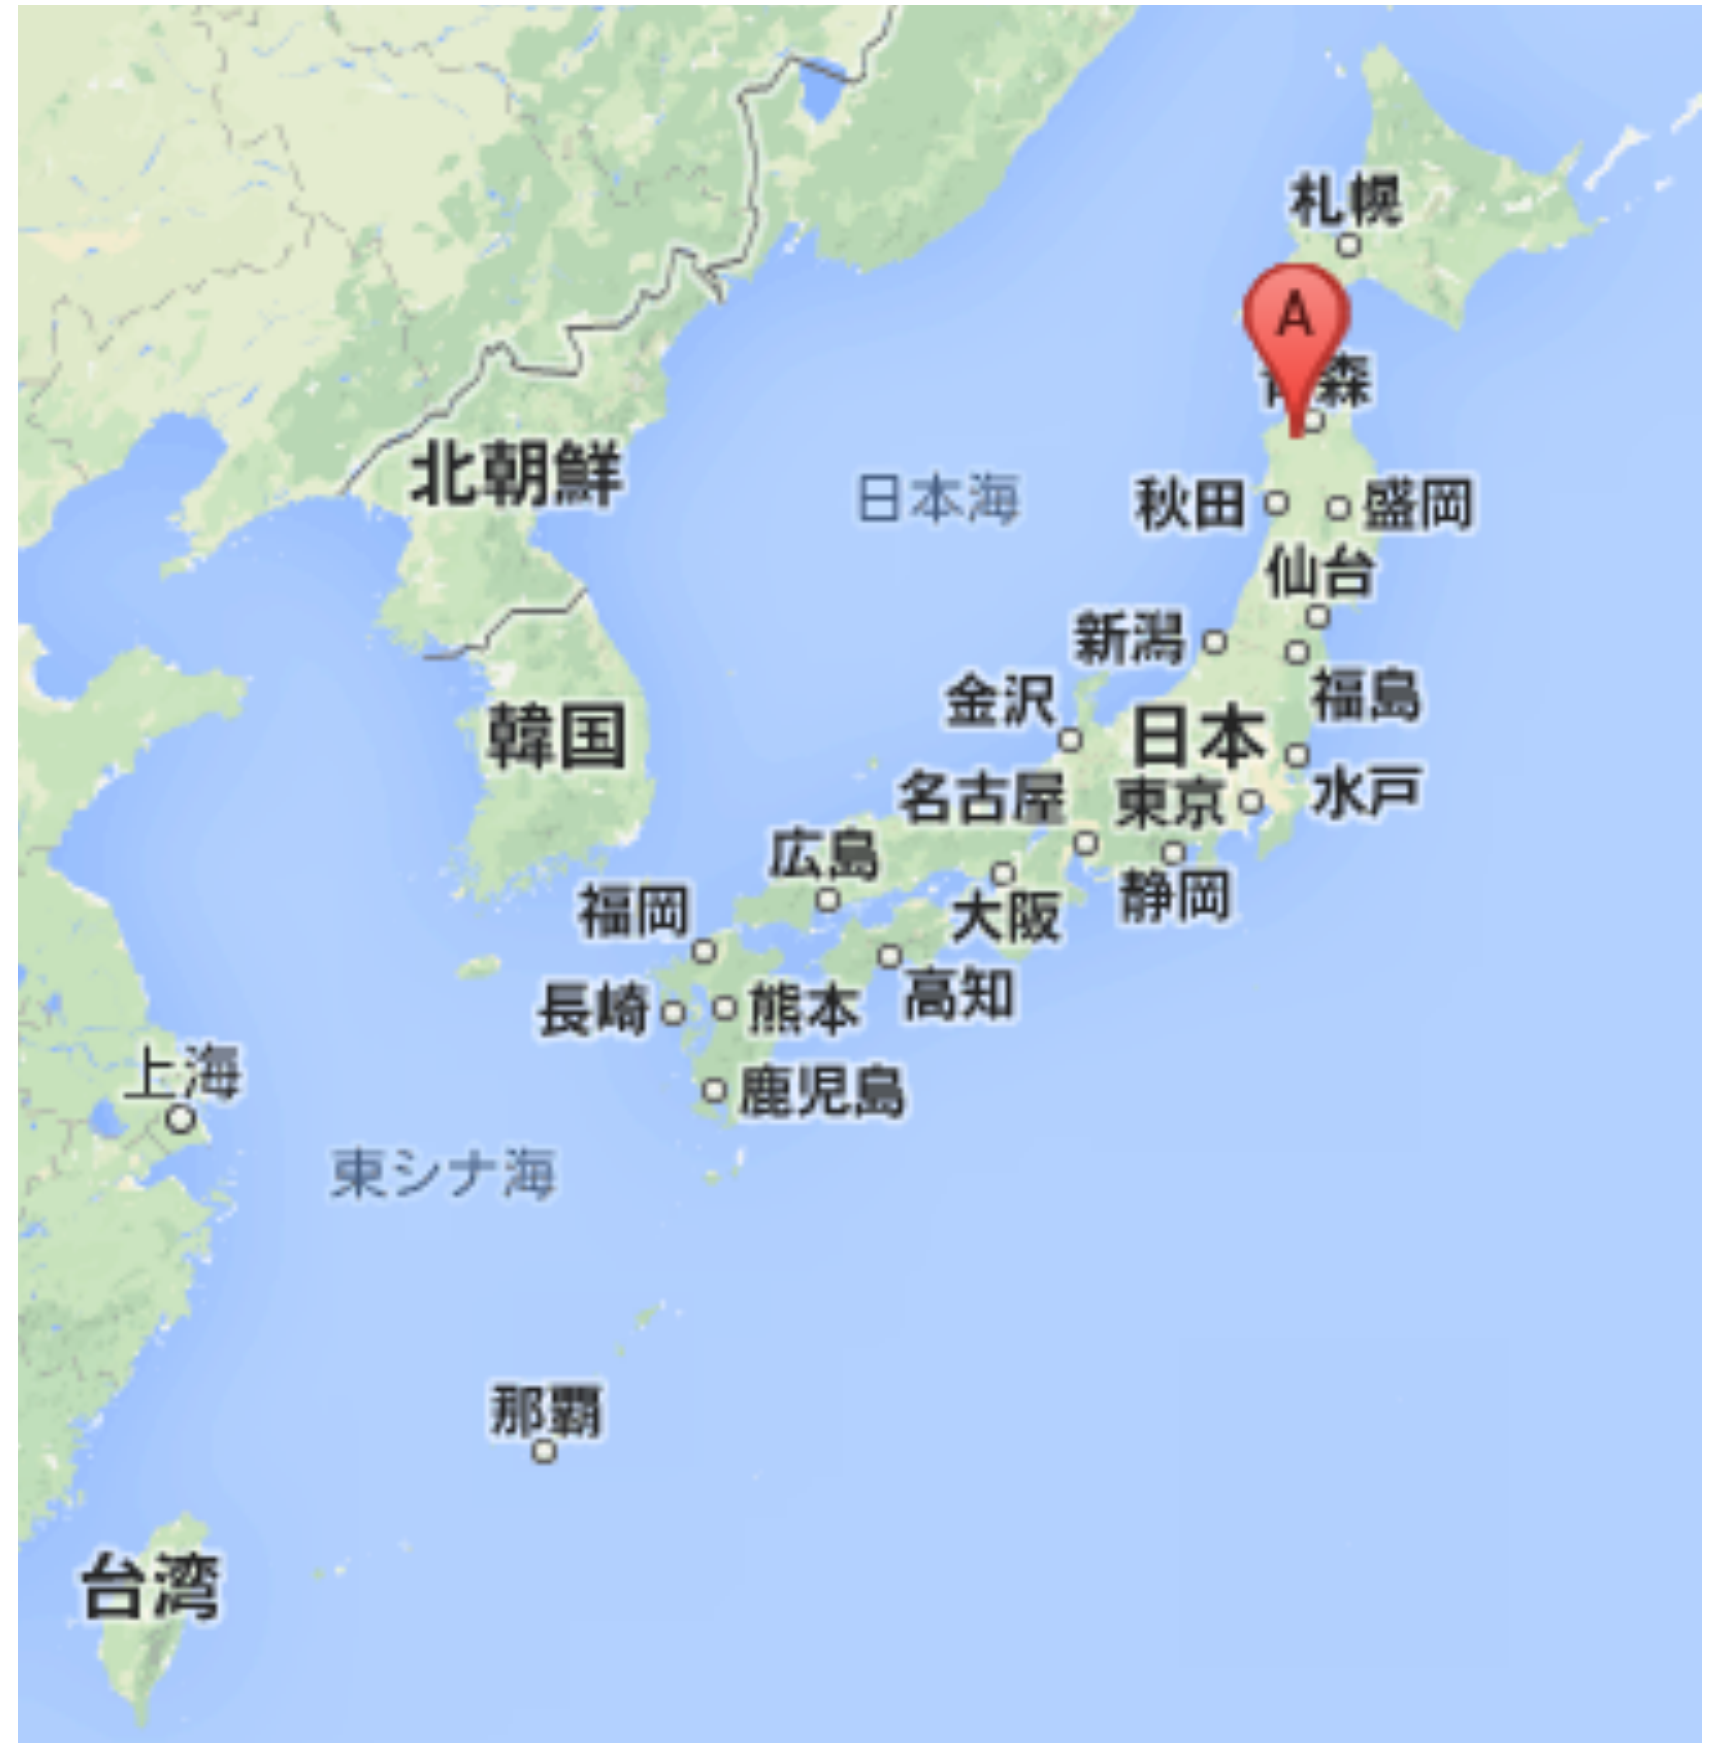 札幌
A
森
北朝鮮
日本海
秋田
盛岡
仙台
新潟
金沢
福島
韓国
日本
名古屋
東京
水戸
広島
静岡
福岡
大阪
長崎
熊本
高知
上海
鹿児島
東シナ海
那覇
台湾